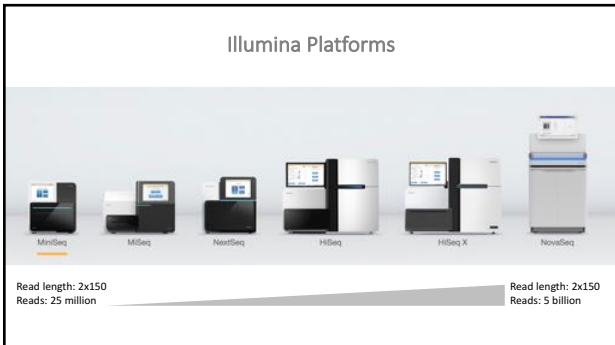 Illumina Platforms
MiniSeq
MiSeq
NextSeq
HiSeq
HiSeq X
NovaSeq
Read length: 2x150
Reads: 25 million
Read length: 2x150
Reads: 5 billion